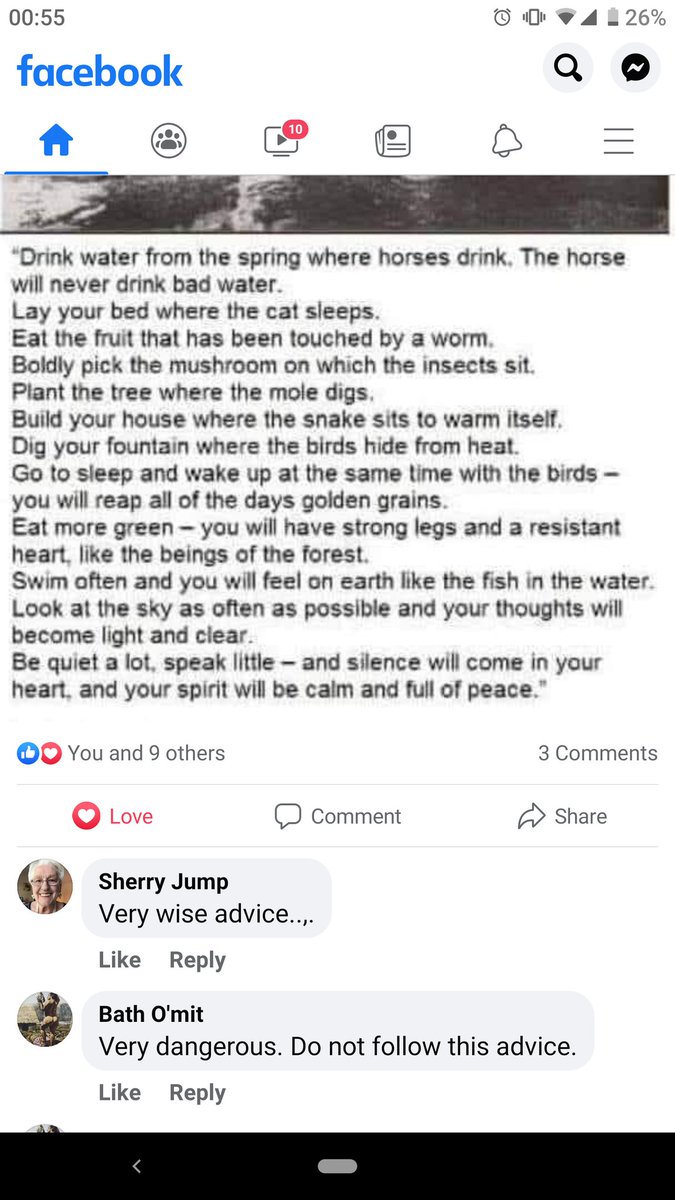 00:55
26%
facebook
10
"Drink water from the spring where horses drink. The horse
will never drink bad water.
Lay your bed where the cat sleeps.
Eat the fruit that has been touched by a worm.
Boldly pick the mushroom on which the insects sit.
Plant the tree where the mole digs.
Build your house where the snake sits to warm itself.
Dig your fountain where the birds hide from heat.
Go to sleep and wake up at the same time with the birds –
you will reap all of the days golden grains.
Eat more green – you will have strong legs and a resistant
heart, like the beings of the forest.
Swim often and you will feel on earth like the fish in the water.
Look at the sky as often as possible and your thoughts will
become light and clear.
Be quiet a lot, speak little – and silence will come in your
heart, and your spirit will be calm and full of peace."
You and 9 others 3 Comments
Love Comment Share
Sherry Jump
Very wise advice..,.
Like Reply
Bath O'mit
Very dangerous. Do not follow this advice.
Like Reply